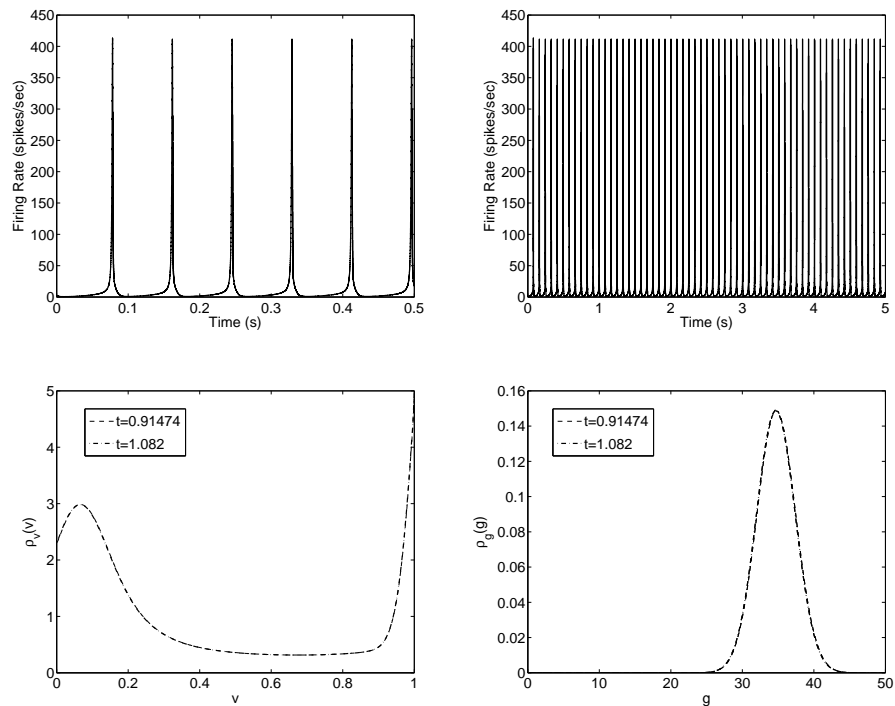 450
400
350
300
250
200
150
100
50
0
Firing Rate (spikes/sec)
0 0.1 0.2 0.3 0.4 0.5
Time (s)
450
400
350
300
250
200
150
100
50
0
Firing Rate (spikes/sec)
0 1 2 3 4 5
Time (s)
5
4
3
2
1
0
ρv(v)
t=0.91474
t=1.082
0 0.2 0.4 0.6 0.8 1
v
0.16
0.14
0.12
0.1
0.08
0.06
0.04
0.02
0
ρg(g)
t=0.91474
t=1.082
0 10 20 30 40 50
g